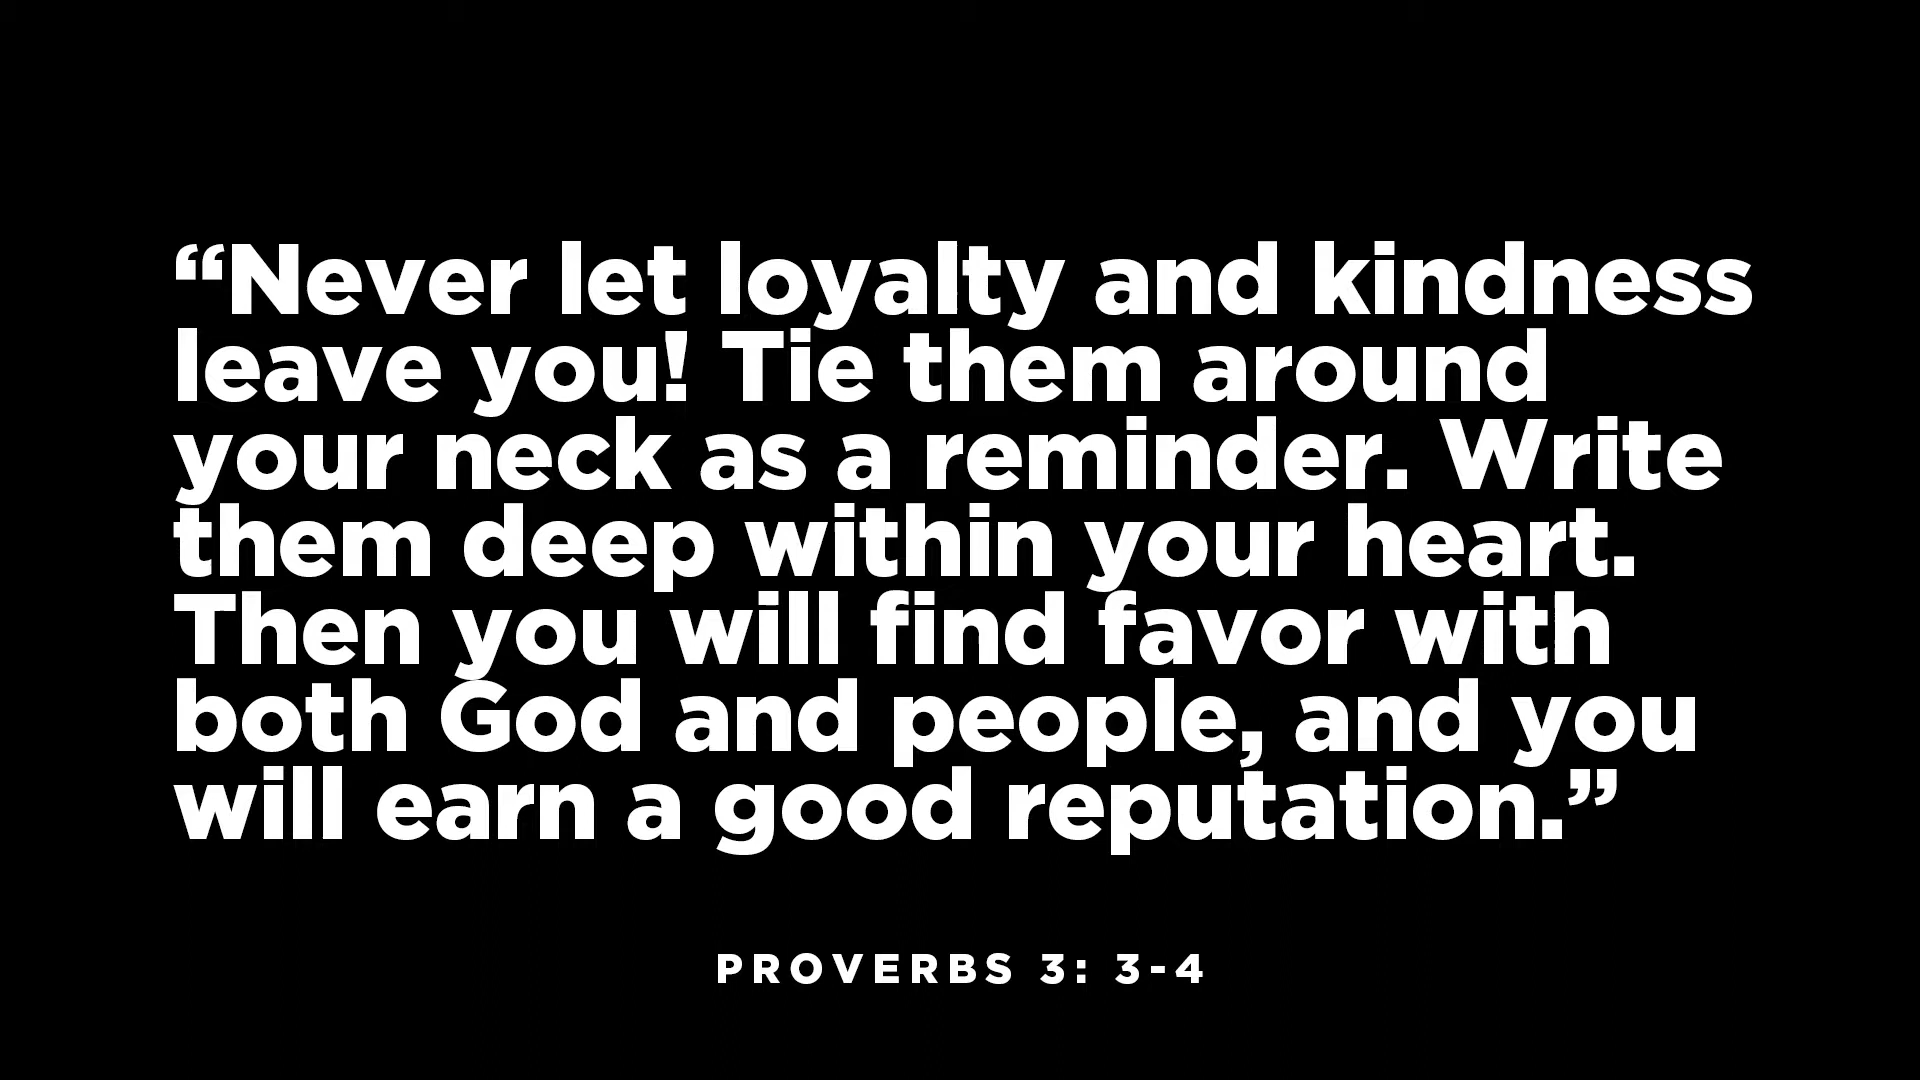 “Never let loyalty and kindness
leave you! Tie them around
your neck as a reminder. Write
them deep within your heart.
Then you will find favor with
both God and people, and you
will earn a good reputation.”
PROVERBS 3: 3-4